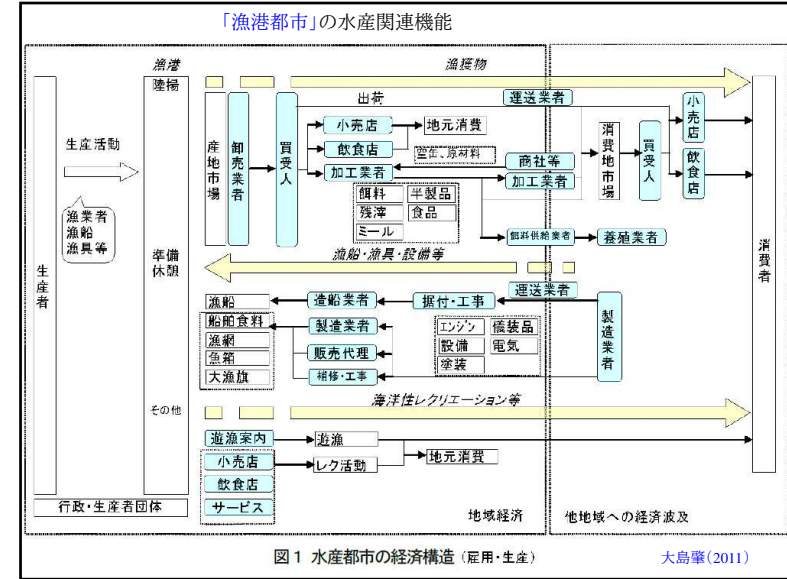 「漁港都市」の水産関連機能
漁港
漁獲物
陸揚
生産活動
漁業者
漁船
漁具等
準備
休憩
その他
生産者
行政・生産者団体
産地市場
卸売業者
買受人
出荷
運送業者
小売店
地元消費
飲食店
空缶、原材料
加工業者
餌料
半製品
残滓
食品
ミール
商社等
加工業者
消費地市場
買受人
小売店
飲食店
餌料供給業者
養殖業者
消費者
漁船・漁具・設備等
運送業者
漁船
造船業者
据付・工事
製造業者
船舶食料
漁網
魚箱
大漁旗
製造業者
販売代理
補修・工事
エンジン
儀装品
設備
電気
塗装
海洋性レクリエーション等
遊漁案内
遊漁
小売店
レク活動
地元消費
飲食店
サービス
地域経済
他地域への経済波及
図1 水産都市の経済構造(雇用・生産)
大島肇(2011)